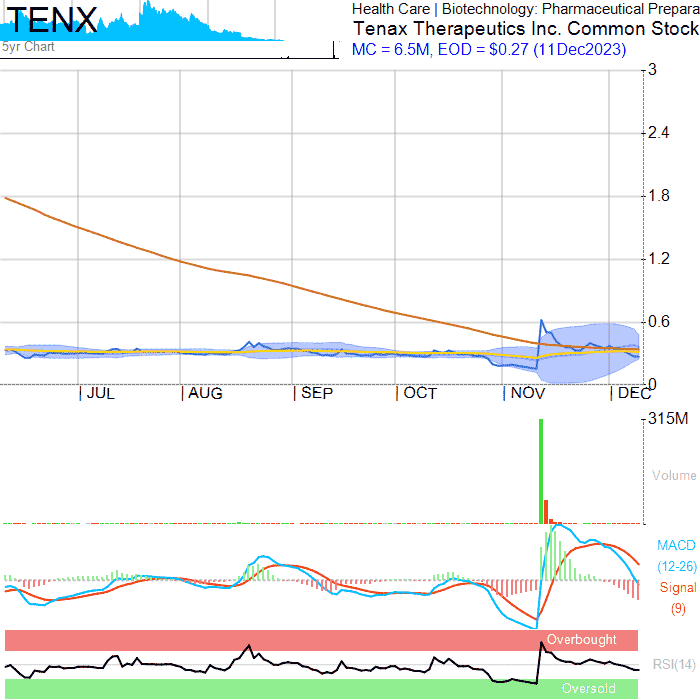 TENX
Health Care | Biotechnology: Pharmaceutical Prepara
Tenax Therapeutics Inc. Common Stock
5yr Chart
MC = 6.5M, EOD = $0.27 (11Dec2023)
3
2.4
1.8
1.2
0.6
0
| JUL | AUG | SEP | OCT | NOV | DEC
315M
Volume
MACD
(12-26)
Signal
(9)
Overbought
RSI(14)
Oversold